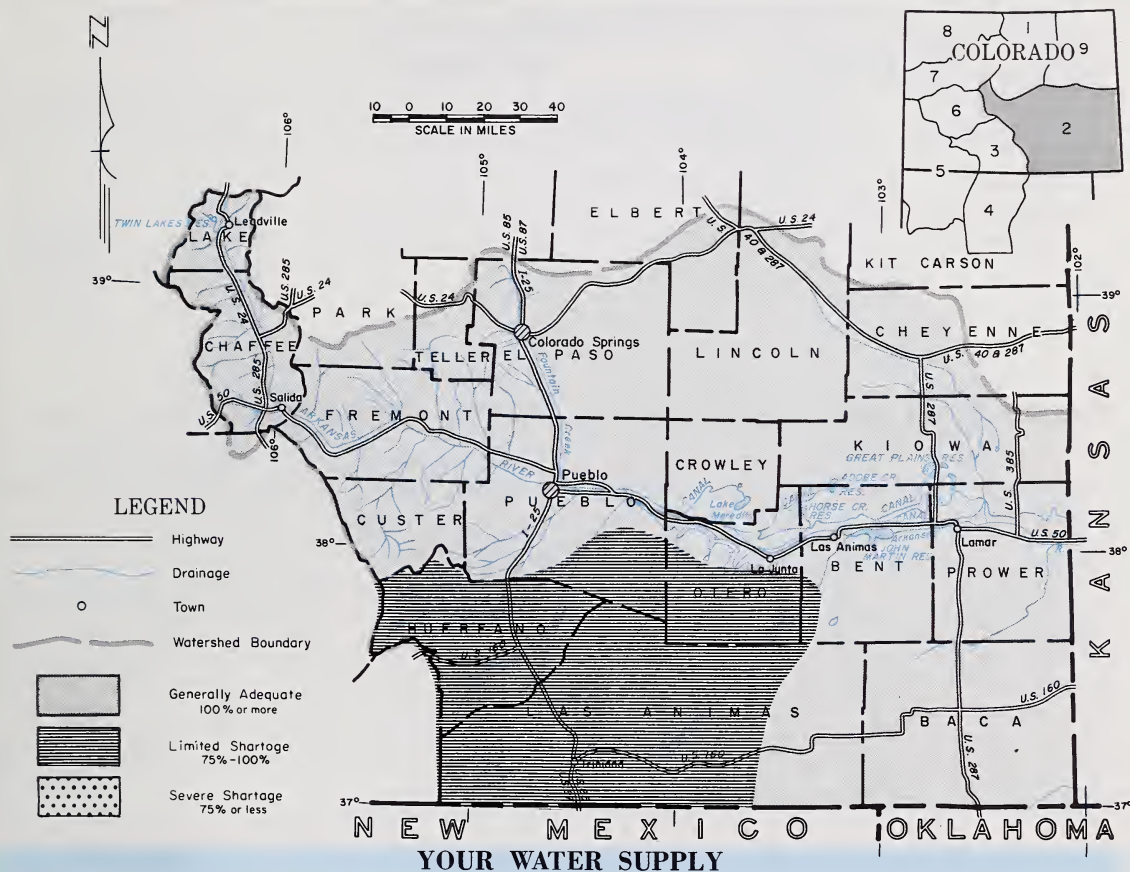 N
10 0 10 20 30 40
SCALE IN MILES
8
1
COLORADO
9
7
6
2
3
5
4
106°
105°
104°
103°
102°
39°
39°
TWIN LAKES RES.
Leadville
LAKE
U.S. 24
U.S. 285
U.S. 24
PARK
CHAFFEE
U.S. 285
U.S. 50
Salida
106°
U.S. 24
U.S. 85
U.S. 87
I-25
ELBERT
U.S. 24
U.S. 40 & 287
KIT CARSON
Colorado Springs
TELLER
EL PASO
LINCOLN
CHEYENNE
U.S. 40 & 287
Fountain
Creek
ARKANSAS
FREMONT
RIVER
Pueblo
PUEBLO
CROWLEY
CANAL
Lake
Meredith
U.S. 287
KIOWA
GREAT PLAINS RES.
ADOBE CR.
RES.
HORSE CR.
RES.
CANAL
CANAL
U.S. 385
KANSAS
CUSTER
I-25
38°
38°
Las Animas
Arkansas
JOHN
MARTIN RES.
Lamar
U.S. 50
La Junta
BENT
PROWERS
OTERO
HUERFANO
U.S. 160
LAS ANIMAS
U.S. 160
Trinidad
U.S. 85
U.S. 87
BACA
U.S. 160
U.S. 287
37°
37°
NEW MEXICO
OKLAHOMA
LEGEND
Highway
Drainage
Town
Watershed Boundary
Generally Adequate
100% or more
Limited Shortage
75%-100%
Severe Shortage
75% or less
YOUR WATER SUPPLY